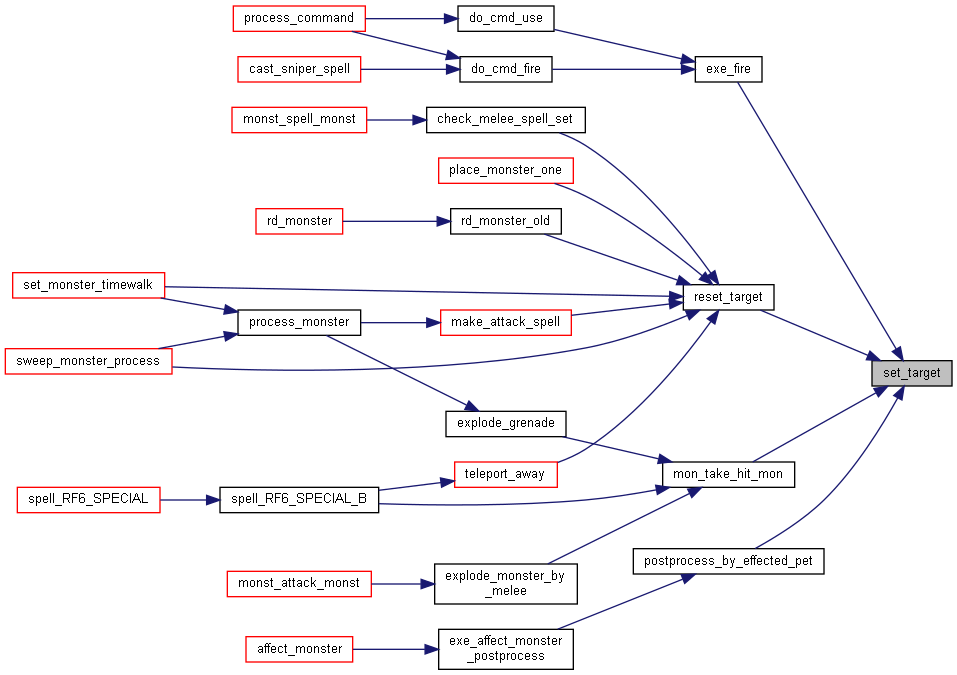 process_command
do_cmd_use
cast_sniper_spell
do_cmd_fire
exe_fire
monst_spell_monst
check_melee_spell_set
place_monster_one
rd_monster
rd_monster_old
set_monster_timewalk
reset_target
process_monster
make_attack_spell
sweep_monster_process
set_target
explode_grenade
teleport_away
mon_take_hit_mon
spell_RF6_SPECIAL
spell_RF6_SPECIAL_B
postprocess_by_effected_pet
monst_attack_monst
explode_monster_by
_melee
affect_monster
exe_affect_monster
_postprocess